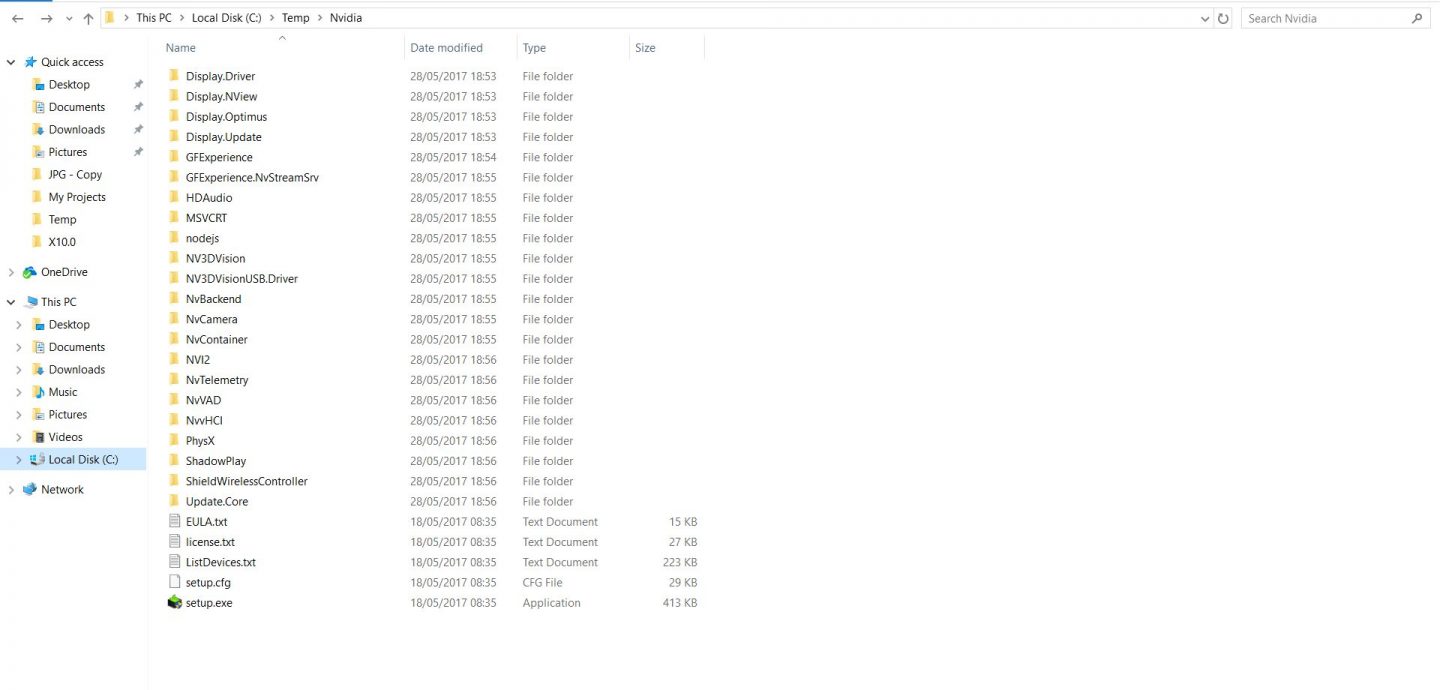 This PC > Local Disk (C:) > Temp > Nvidia
Search Nvidia
Name Date modified Type Size
Quick access
Desktop
Documents
Downloads
Pictures
JPG - Copy
My Projects
Temp
X10.0
OneDrive
This PC
Desktop
Documents
Downloads
Music
Pictures
Videos
Local Disk (C:)
Network
Display.Driver 28/05/2017 18:53 File folder
Display.NView 28/05/2017 18:53 File folder
Display.Optimus 28/05/2017 18:53 File folder
Display.Update 28/05/2017 18:53 File folder
GFExperience 28/05/2017 18:54 File folder
GFExperience.NvStreamSrv 28/05/2017 18:55 File folder
HDAudio 28/05/2017 18:55 File folder
MSVCRT 28/05/2017 18:55 File folder
nodejs 28/05/2017 18:55 File folder
NV3DVision 28/05/2017 18:55 File folder
NV3DVisionUSB.Driver 28/05/2017 18:55 File folder
NvBackend 28/05/2017 18:55 File folder
NvCamera 28/05/2017 18:55 File folder
NvContainer 28/05/2017 18:55 File folder
NVI2 28/05/2017 18:56 File folder
NvTelemetry 28/05/2017 18:56 File folder
NvVAD 28/05/2017 18:56 File folder
NvvHCI 28/05/2017 18:56 File folder
PhysX 28/05/2017 18:56 File folder
ShadowPlay 28/05/2017 18:56 File folder
ShieldWirelessController 28/05/2017 18:56 File folder
Update.Core 28/05/2017 18:56 File folder
EULA.txt 18/05/2017 08:35 Text Document 15 KB
license.txt 18/05/2017 08:35 Text Document 27 KB
ListDevices.txt 18/05/2017 08:35 Text Document 223 KB
setup.cfg 18/05/2017 08:35 CFG File 29 KB
setup.exe 18/05/2017 08:35 Application 413 KB